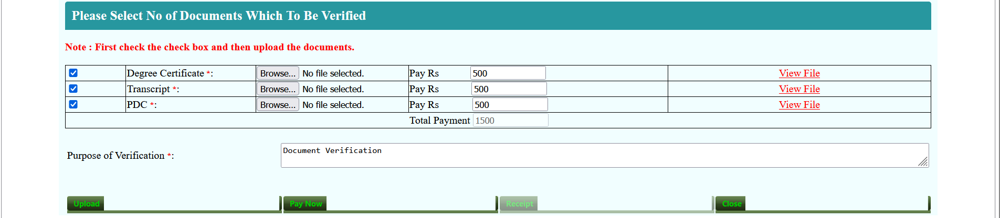 Please Select No of Documents Which To Be Verified
Note : First check the check box and then upload the documents.
Degree Certificate *: Browse... No file selected. Pay Rs 500 View File
Transcript *: Browse... No file selected. Pay Rs 500 View File
PDC *: Browse... No file selected. Pay Rs 500 View File
Total Payment 1500
Purpose of Verification *: Document Verification
Upload Pay Now Receipt Close